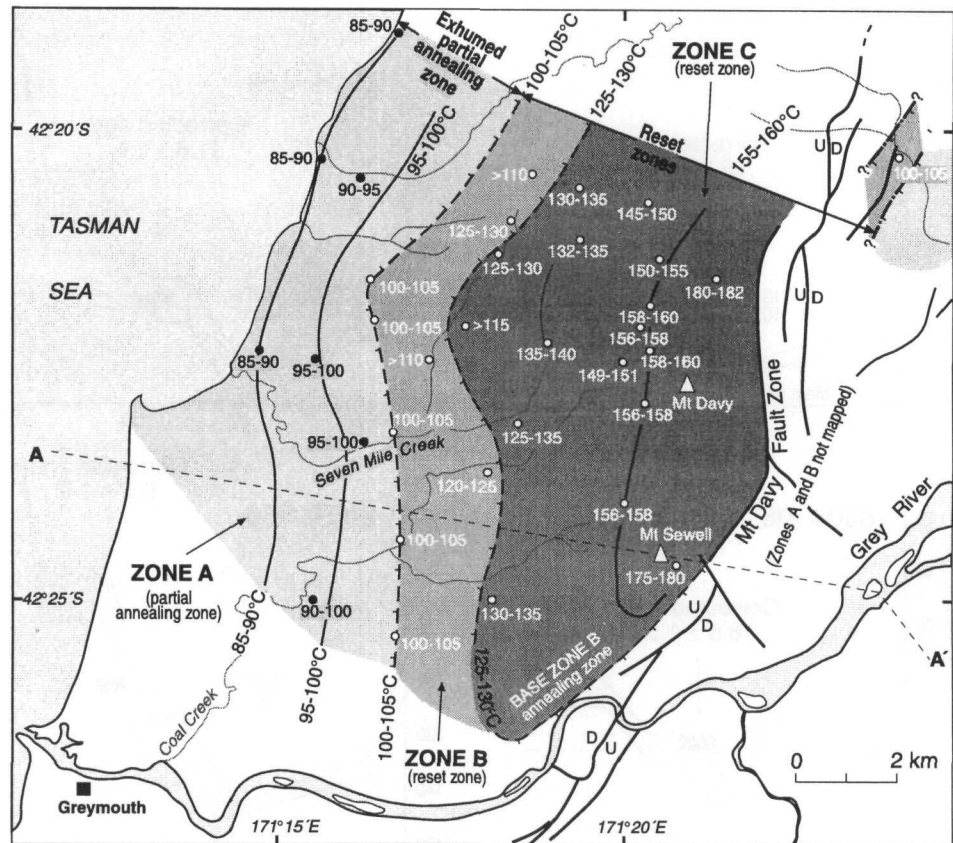 85-90
Exhumed
partial
annealing
zone
100-105°C
125-130°C
ZONE C
(reset zone)
42°20´S
95-100°C
Reset
zones
155-160°C
U D
?
?
?
?
100-105
85-90
90-95
>110
130-135
145-150
TASMAN
SEA
125-130
132-135
125-130
150-155
180-182
100-105
158-160
U D
100-105
>115
156-158
135-140
158-160
85-90
95-100
>110
149-151
Mt Davy
156-158
Fault Zone
Mt Davy
(Zones A and B not mapped)
100-105
95-100
125-135
Seven Mile Creek
A
120-125
156-158
Grey River
Mt Sewell
100-105
175-180
ZONE A
(partial
annealing zone)
42°25´S
90-100
130-135
U
D
85-90°C
100-105
BASE ZONE B
annealing zone
A´
95-100°C
100-105°C
125-130°C
Coal Creek
D U
ZONE B
(reset zone)
0 2 km
Greymouth
171°15´E
171°20´E